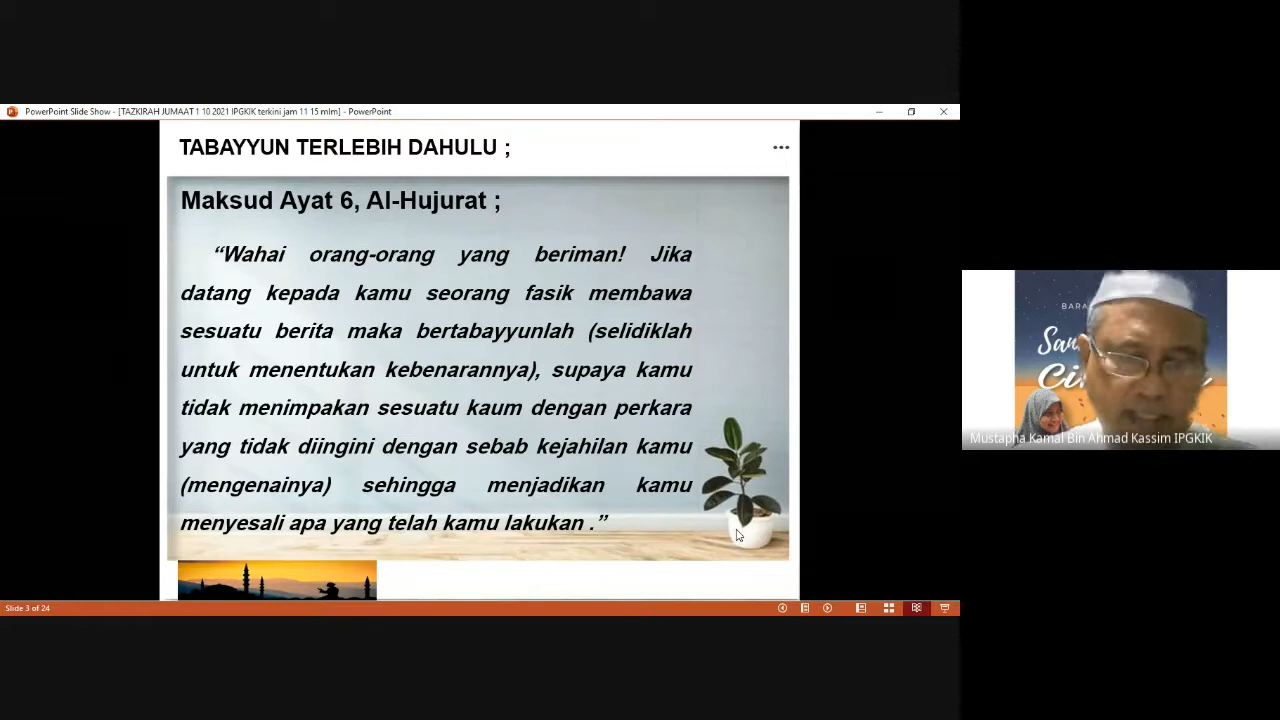 PowerPoint Slide Show - [TAZKIRAH JUMAAT 1 10 2021 IPGKIK terkini jam 11 15 mlm] - PowerPoint
TABAYYUN TERLEBIH DAHULU ;
Maksud Ayat 6, Al-Hujurat ;
“Wahai orang-orang yang beriman! Jika
datang kepada kamu seorang fasik membawa
sesuatu berita maka bertabayyunlah (selidiklah
untuk menentukan kebenarannya), supaya kamu
tidak menimpakan sesuatu kaum dengan perkara
yang tidak diingini dengan sebab kejahilan kamu
(mengenainya) sehingga menjadikan kamu
menyesali apa yang telah kamu lakukan .”
Slide 3 of 24
Mustapha Kamal Bin Ahmad Kassim IPGKIK